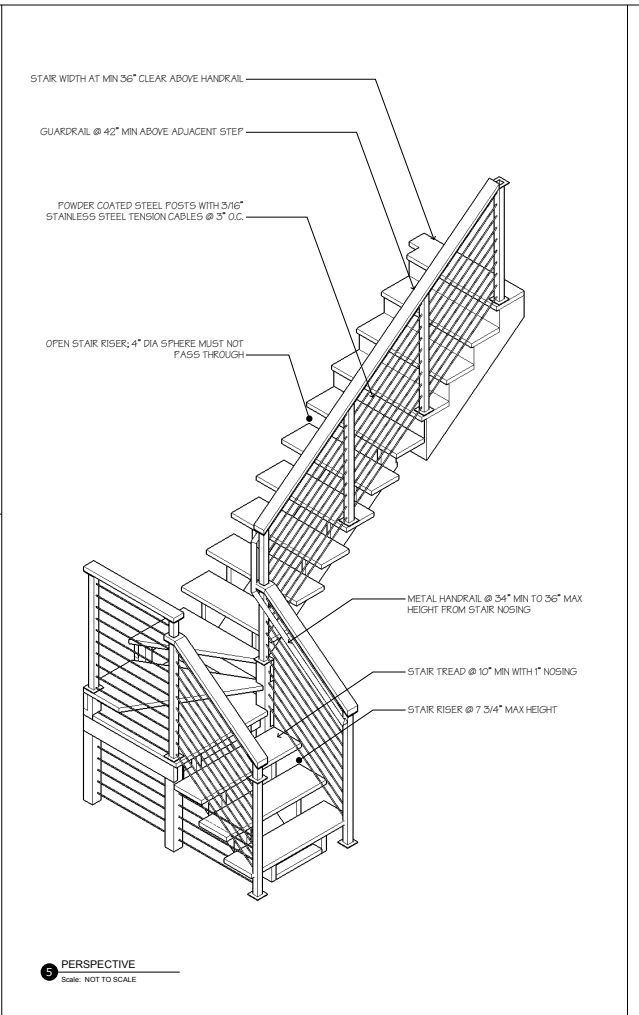 STAIR WIDTH AT MIN 36" CLEAR ABOVE HANDRAIL
GUARDRAIL @ 42" MIN ABOVE ADJACENT STEP
POWDER COATED STEEL POSTS WITH 3/16"
STAINLESS STEEL TENSION CABLES @ 3" O.C.
OPEN STAIR RISER; 4" DIA SPHERE MUST NOT
PASS THROUGH
METAL HANDRAIL @ 34" MIN TO 36" MAX
HEIGHT FROM STAIR NOSING
STAIR TREAD @ 10" MIN WITH 1" NOSING
STAIR RISER @ 7 3/4" MAX HEIGHT
5 PERSPECTIVE
Scale: NOT TO SCALE